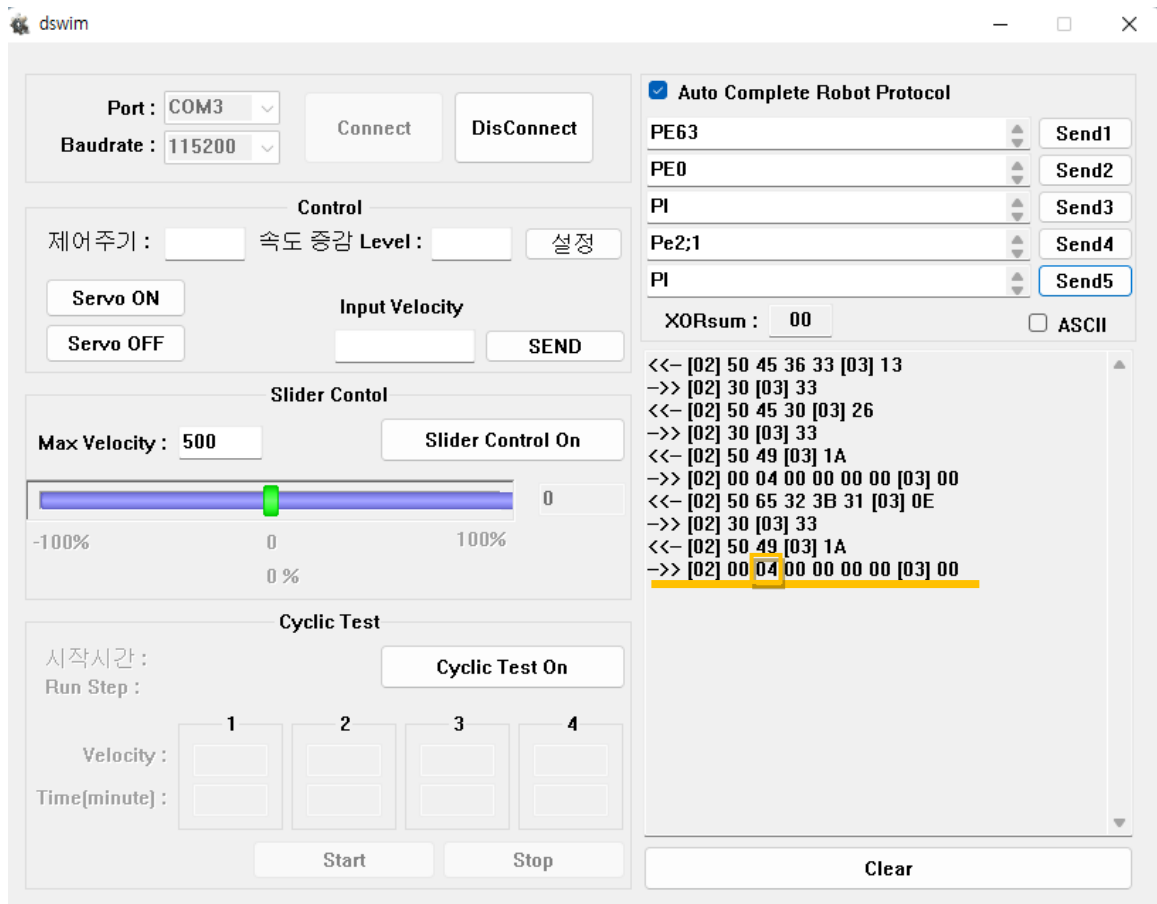 dswim
Port : COM3
Baudrate : 115200
Connect
DisConnect
Control
제어주기 :
속도 증감 Level :
설정
Servo ON
Servo OFF
Input Velocity
SEND
Slider Contol
Max Velocity : 500
Slider Control On
0
-100% 0 100%
0 %
Cyclic Test
시작시간 :
Run Step :
Cyclic Test On
1 2 3 4
Velocity :
Time(minute) :
Start
Stop
Auto Complete Robot Protocol
PE63 Send1
PE0 Send2
PI Send3
Pe2;1 Send4
PI Send5
XORsum : 00
ASCII
<<- [02] 50 45 36 33 [03] 13
->> [02] 30 [03] 33
<<- [02] 50 45 30 [03] 26
->> [02] 30 [03] 33
<<- [02] 50 49 [03] 1A
->> [02] 00 04 00 00 00 00 [03] 00
<<- [02] 50 65 32 3B 31 [03] 0E
->> [02] 30 [03] 33
<<- [02] 50 49 [03] 1A
->> [02] 00 04 00 00 00 00 [03] 00
Clear